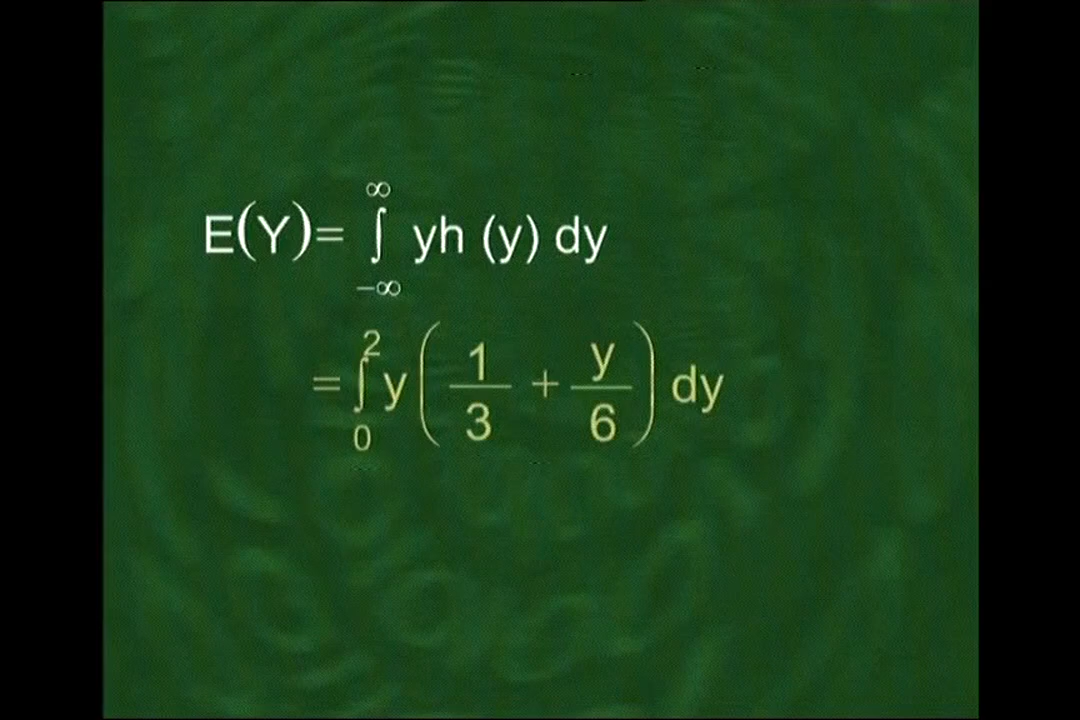 E(Y)= ∫_{-∞}^{∞} yh (y) dy
= ∫_{0}^{2} y( 1/3 + y/6 ) dy